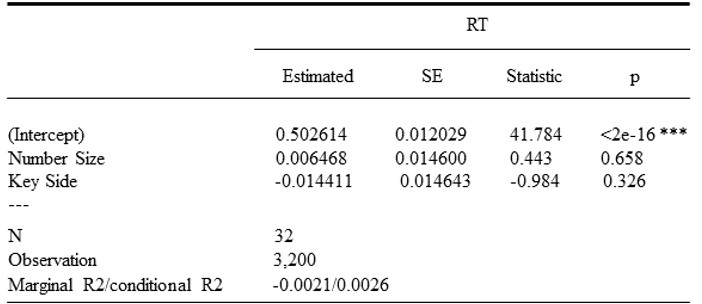 RT
Estimated SE Statistic p
(Intercept) 0.502614 0.012029 41.784 <2e-16 ***
Number Size 0.006468 0.014600 0.443 0.658
Key Side -0.014411 0.014643 -0.984 0.326
---
N 32
Observation 3,200
Marginal R2/conditional R2 -0.0021/0.0026